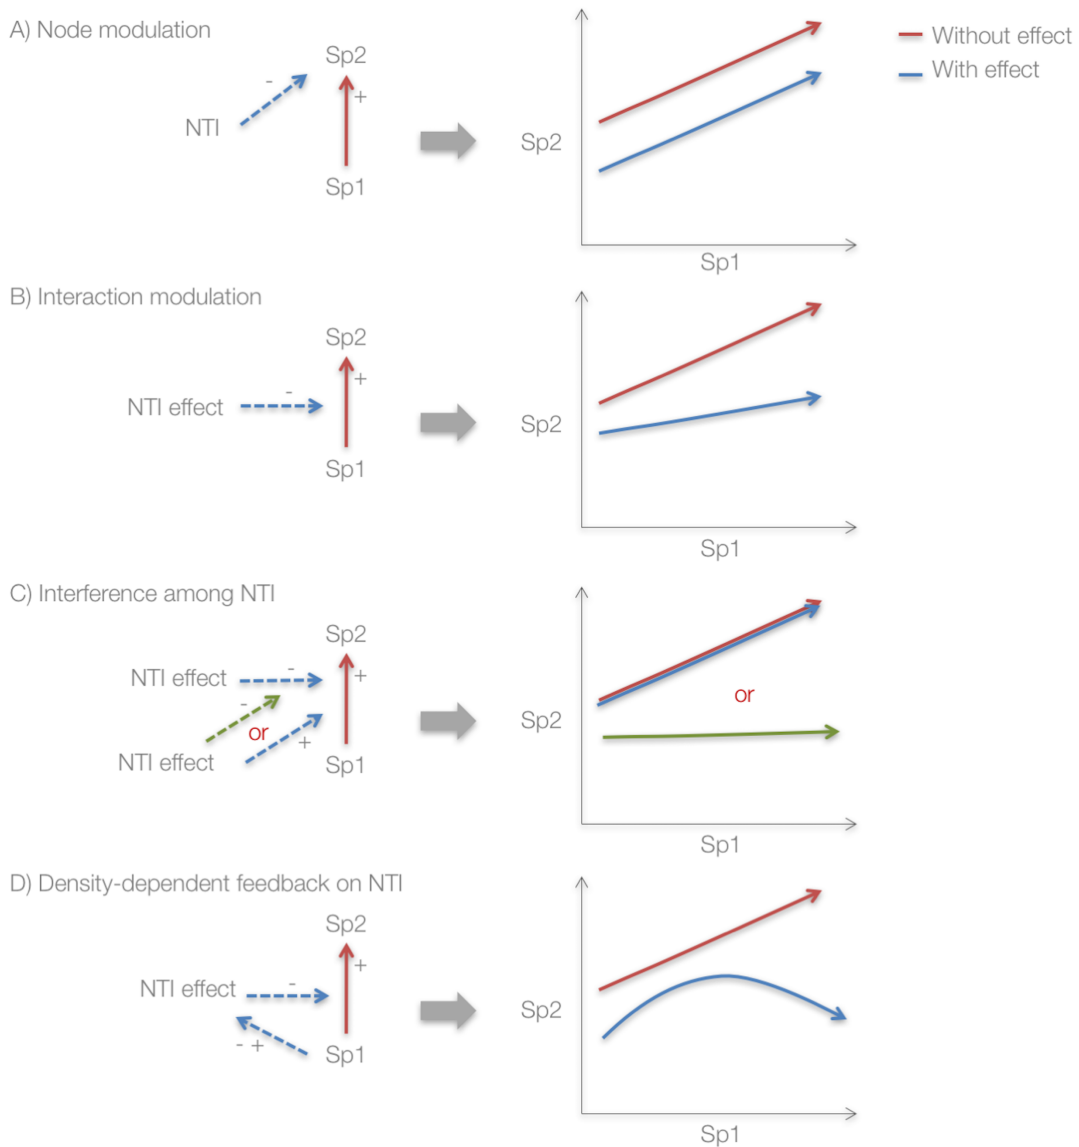 A) Node modulation
Sp2
-
+
NTI
Sp1
Sp2
Sp1
Without effect
With effect
B) Interaction modulation
Sp2
+
-
NTI effect
Sp1
Sp2
Sp1
C) Interference among NTI
Sp2
-
+
NTI effect
-
or
+
NTI effect
Sp1
or
Sp2
Sp1
D) Density-dependent feedback on NTI
Sp2
+
-
NTI effect
- +
Sp1
Sp2
Sp1